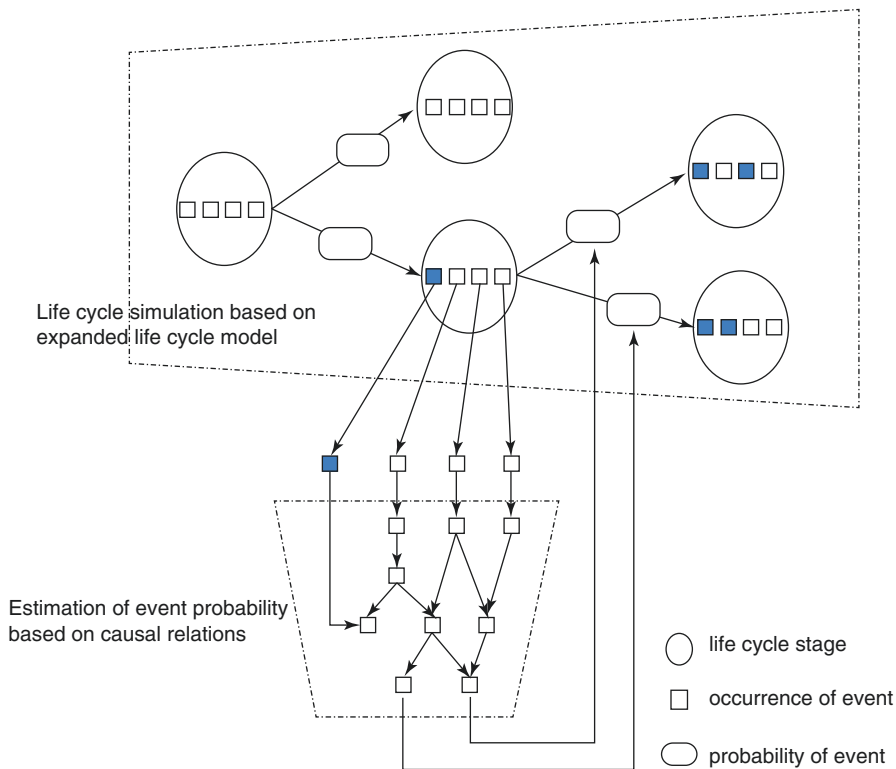 Life cycle simulation based on
expanded life cycle model
Estimation of event probability
based on causal relations
life cycle stage
occurrence of event
probability of event